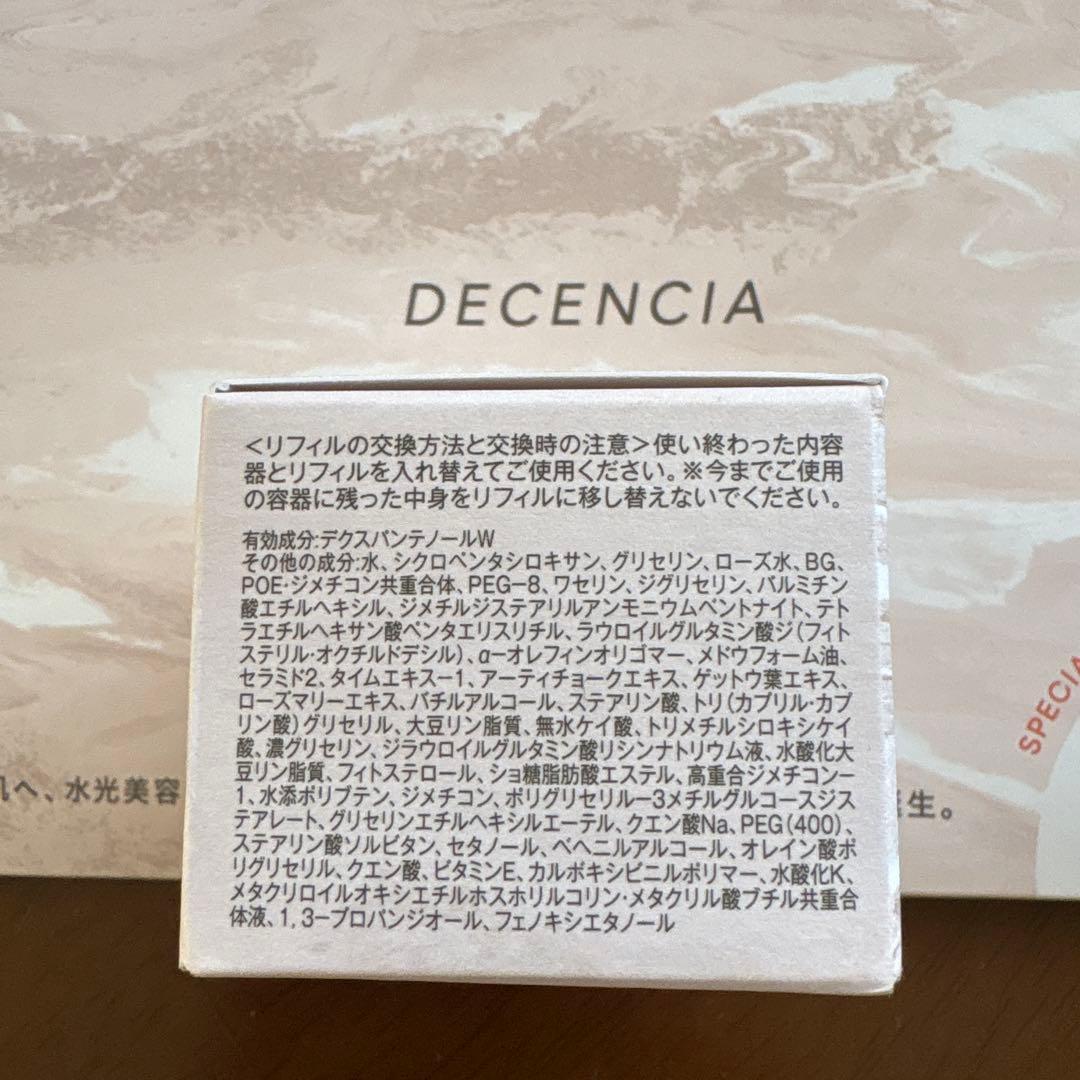 DECENCIA
<リフィルの交換方法と交換時の注意>使い終わった内容
器とリフィルを入れ替えてご使用ください。※今までご使用
の容器に残った中身をリフィルに移し替えないでください。
有効成分:デクスパンテノールW
その他の成分:水、シクロペンタシロキサン、グリセリン、ローズ水、BG、
POE・ジメチコン共重合体、PEG-8、ワセリン、ジグリセリン、パルミチン
酸エチルヘキシル、ジメチルジステアリルアンモニウムベントナイト、テト
ラエチルヘキサン酸ペンタエリスリチル、ラウロイルグルタミン酸ジ(フィト
ステリル・オクチルドデシル)、α-オレフィンオリゴマー、メドウフォーム油、
セラミド2、タイムエキス-1、アーティチョークエキス、ゲットウ葉エキス、
ローズマリーエキス、バチルアルコール、ステアリン酸、トリ(カプリル・カプ
リン酸)グリセリル、大豆リン脂質、無水ケイ酸、トリメチルシロキシケイ
酸、濃グリセリン、ジラウロイルグルタミン酸リシンナトリウム液、水酸化大
豆リン脂質、フィトステロール、ショ糖脂肪酸エステル、高重合ジメチコン-
1、水添ポリブテン、ジメチコン、ポリグリセリル-3メチルグルコースジス
テアレート、グリセリンエチルヘキシルエーテル、クエン酸Na、PEG(400)、
ステアリン酸ソルビタン、セタノール、ベヘニルアルコール、オレイン酸ポ
リグリセリル、クエン酸、ビタミンE、カルボキシビニルポリマー、水酸化K、
メタクリロイルオキシエチルホスホリルコリン・メタクリル酸ブチル共重合
体液、1,3-プロパンジオール、フェノキシエタノール
肌へ、水光美容
生。
SPECIA